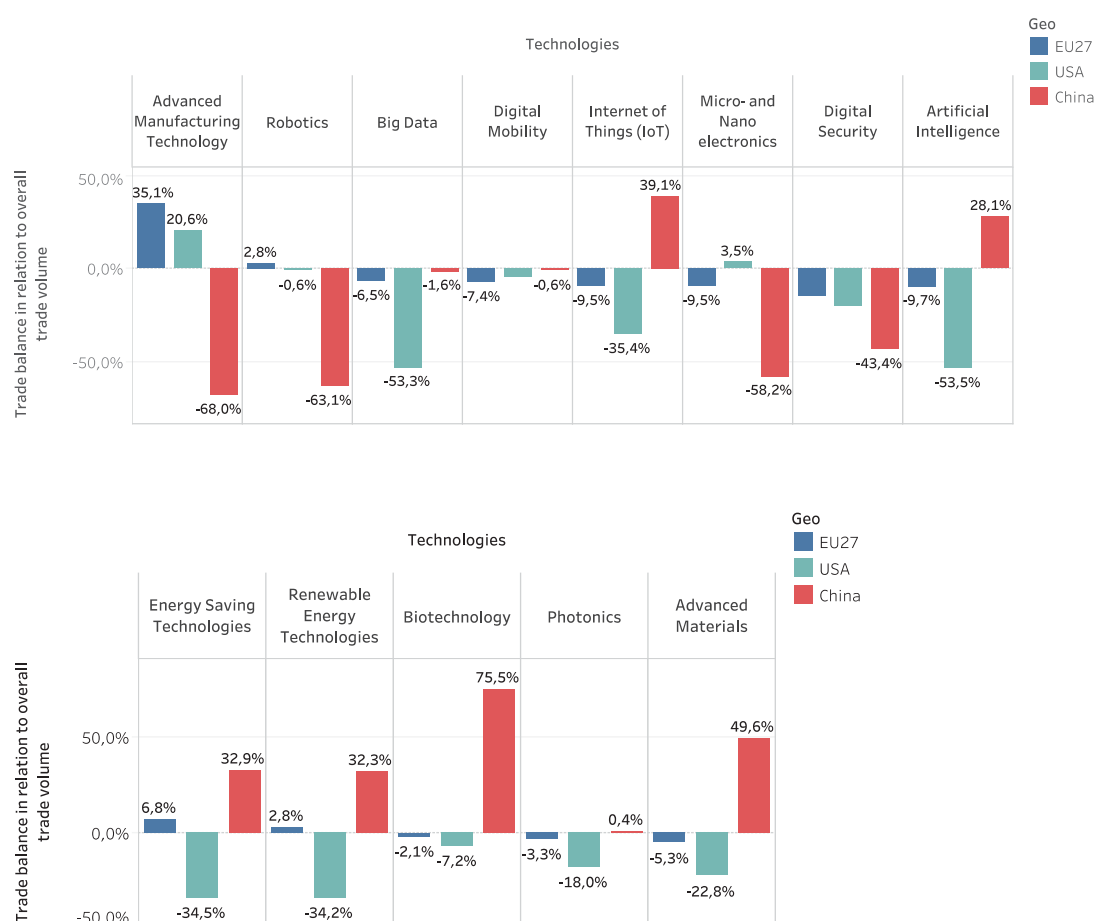 Technologies
Geo
EU27
USA
China
Advanced
Manufacturing
Technology
Robotics
Big Data
Digital
Mobility
Internet of
Things (IoT)
Micro- and
Nano
electronics
Digital
Security
Artificial
Intelligence
Trade balance in relation to overall
trade volume
50,0%
0,0%
-50,0%
35,1%
20,6%
-68,0%
2,8%
-0,6%
-63,1%
-6,5%
-53,3%
-1,6%
-7,4%
-0,6%
-9,5%
-35,4%
39,1%
-9,5%
3,5%
-58,2%
-43,4%
-9,7%
-53,5%
28,1%
Technologies
Geo
EU27
USA
China
Energy Saving
Technologies
Renewable
Energy
Technologies
Biotechnology
Photonics
Advanced
Materials
Trade balance in relation to overall
trade volume
50,0%
0,0%
-50,0%
6,8%
-34,5%
32,9%
2,8%
-34,2%
32,3%
-2,1%
-7,2%
75,5%
-3,3%
-18,0%
0,4%
-5,3%
-22,8%
49,6%